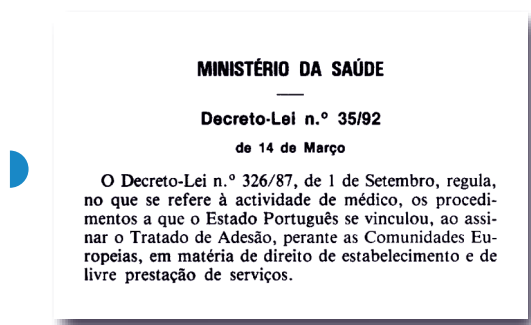 MINISTÉRIO DA SAÚDE
Decreto-Lei n.º 35/92
de 14 de Março
O Decreto-Lei n.º 326/87, de 1 de Setembro, regula,
no que se refere à actividade de médico, os procedi-
mentos a que o Estado Português se vinculou, ao assi-
nar o Tratado de Adesão, perante as Comunidades Eu-
ropeias, em matéria de direito de estabelecimento e de
livre prestação de serviços.